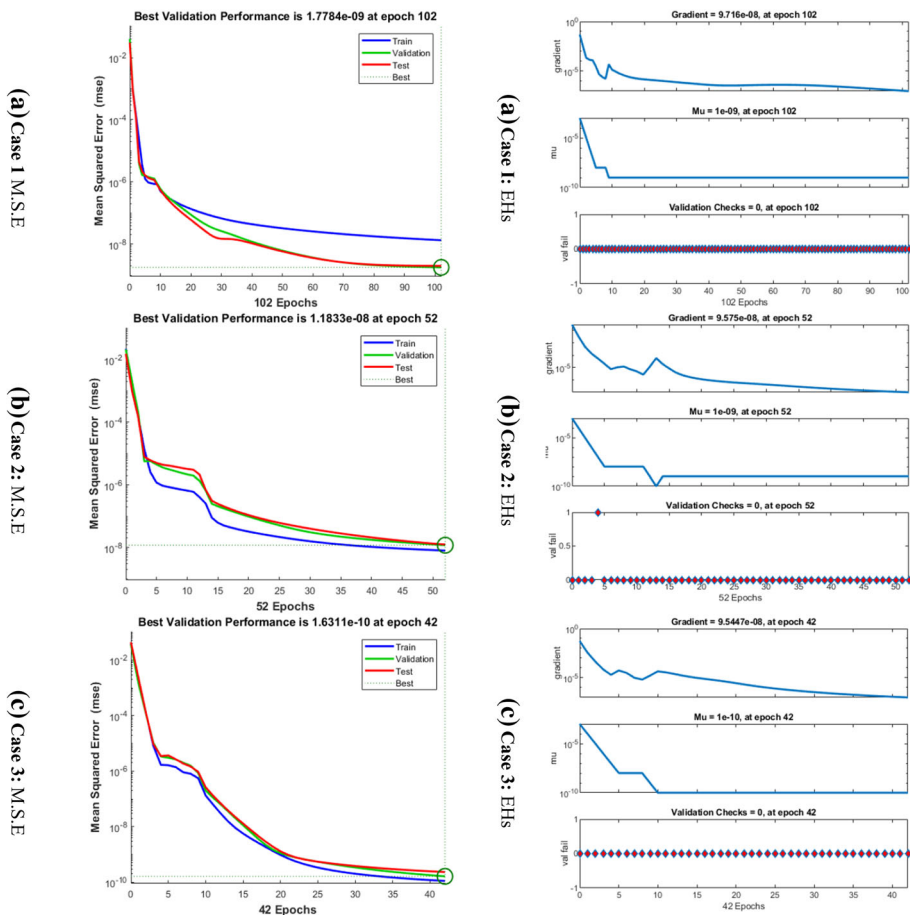 (a) Case 1 M.S.E
Best Validation Performance is 1.7784e-09 at epoch 102
Mean Squared Error (mse)
10-2
10-4
10-6
10-8
Train
Validation
Test
Best
0 10 20 30 40 50 60 70 80 90 100
102 Epochs
(a) Case I: EHs
Gradient = 9.716e-08, at epoch 102
gradient
100
10-5
Mu = 1e-09, at epoch 102
mu
10-5
10-10
Validation Checks = 0, at epoch 102
val fail
1
0
-1
0 10 20 30 40 50 60 70 80 90 100
102 Epochs
(b) Case 2: M.S.E
Best Validation Performance is 1.1833e-08 at epoch 52
Mean Squared Error (mse)
10-2
10-4
10-6
10-8
Train
Validation
Test
Best
0 5 10 15 20 25 30 35 40 45 50
52 Epochs
(b) Case 2: EHs
Gradient = 9.575e-08, at epoch 52
gradient
10-5
Mu = 1e-09, at epoch 52
10-5
10-10
Validation Checks = 0, at epoch 52
val fail
1
0.5
0
0 5 10 15 20 25 30 35 40 45 50
52 Epochs
(c) Case 3: M.S.E
Best Validation Performance is 1.6311e-10 at epoch 42
Mean Squared Error (mse)
10-2
10-4
10-6
10-8
10-10
Train
Validation
Test
Best
0 5 10 15 20 25 30 35 40
42 Epochs
(c) Case 3: EHs
Gradient = 9.5447e-08, at epoch 42
gradient
100
10-5
Mu = 1e-10, at epoch 42
mu
10-5
10-10
Validation Checks = 0, at epoch 42
val fail
1
0
-1
0 5 10 15 20 25 30 35 40
42 Epochs